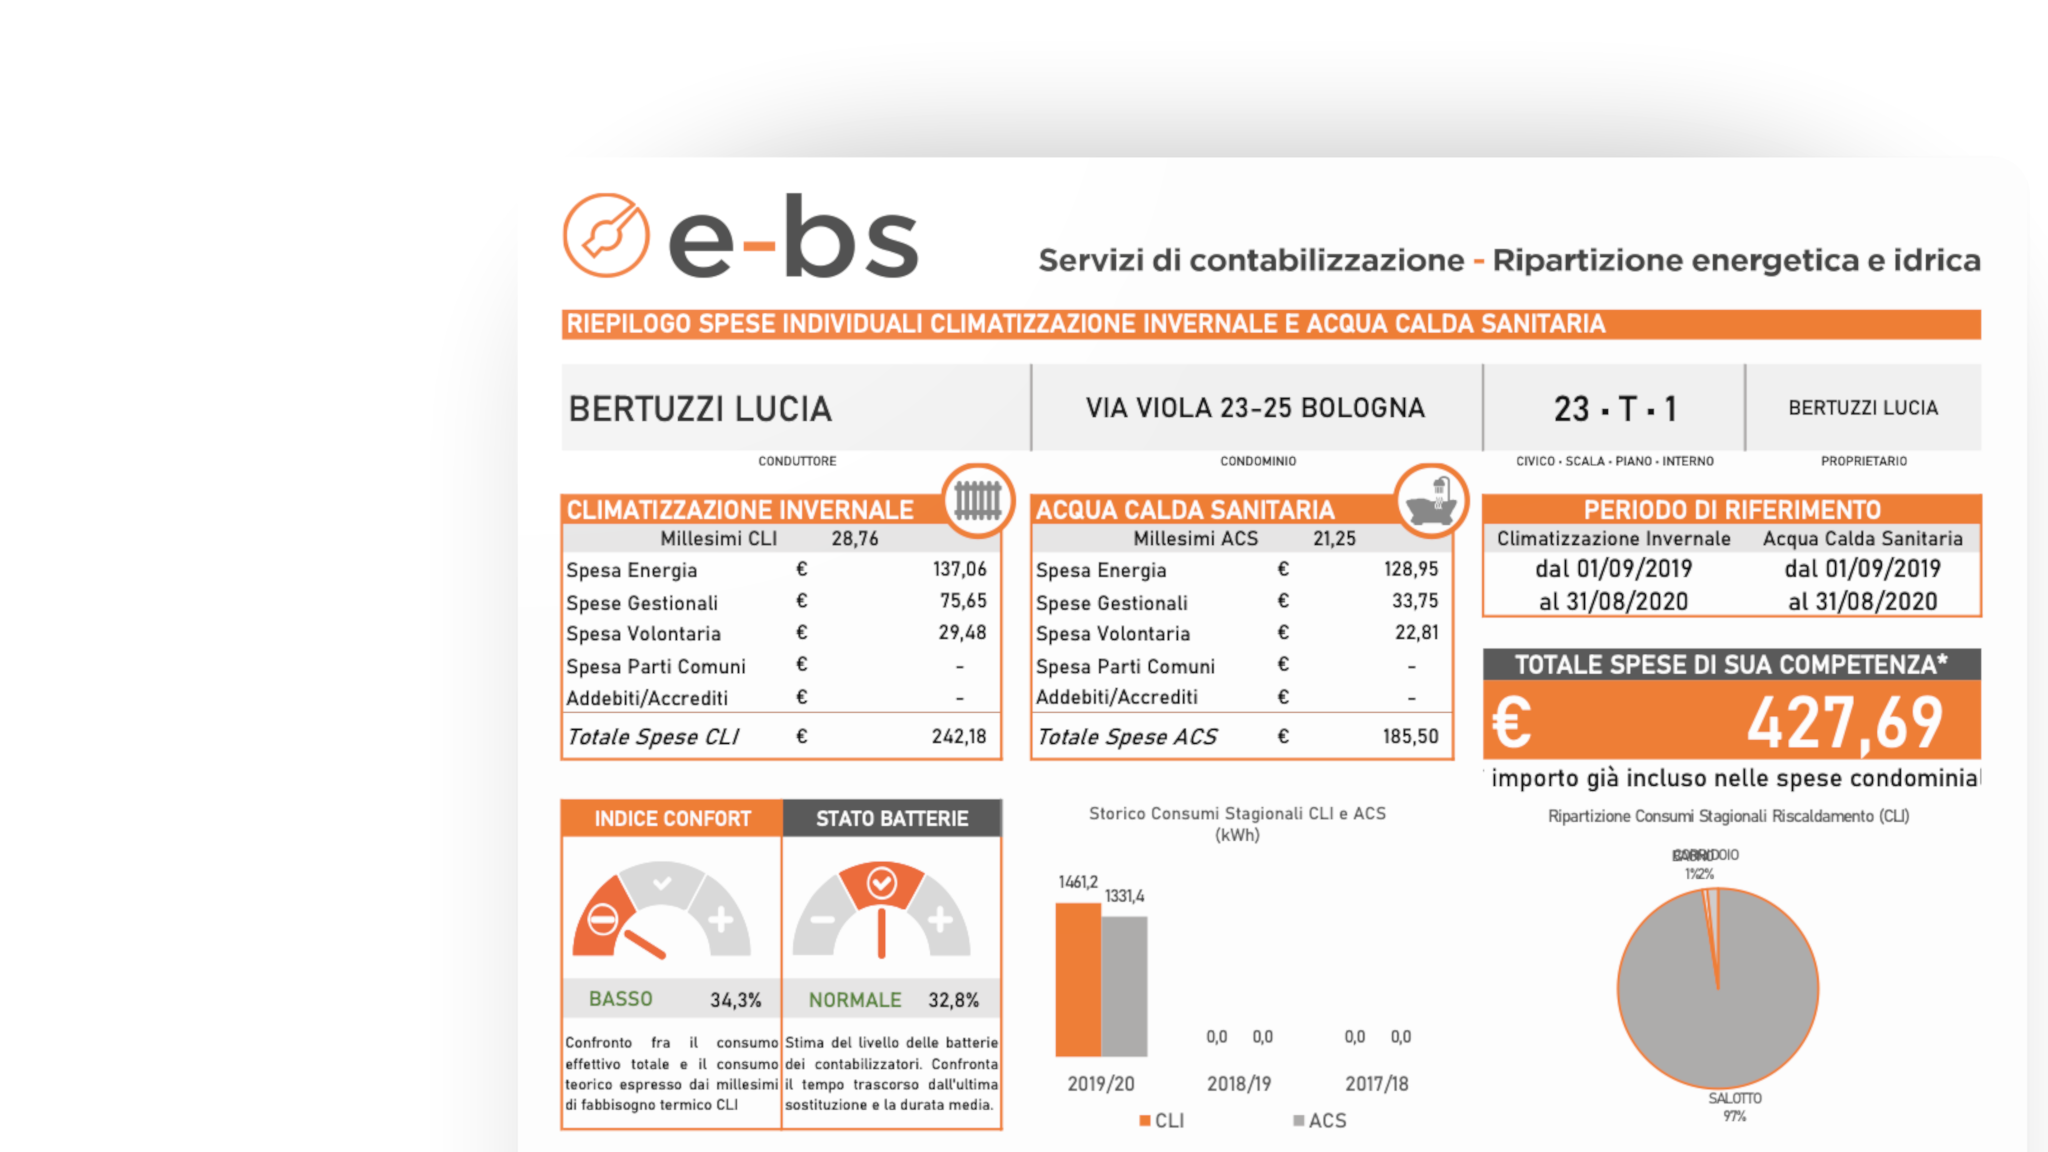 e-bs
Servizi di contabilizzazione - Ripartizione energetica e idrica
RIEPILOGO SPESE INDIVIDUALI CLIMATIZZAZIONE INVERNALE E ACQUA CALDA SANITARIA
BERTUZZI LUCIA
VIA VIOLA 23-25 BOLOGNA
23 · T · 1
BERTUZZI LUCIA
CONDUTTORE
CONDOMINIO
CIVICO · SCALA · PIANO · INTERNO
PROPRIETARIO
CLIMATIZZAZIONE INVERNALE
Millesimi CLI 28,76
Spesa Energia € 137,06
Spese Gestionali € 75,65
Spesa Volontaria € 29,48
Spesa Parti Comuni € -
Addebiti/Accrediti € -
Totale Spese CLI € 242,18
ACQUA CALDA SANITARIA
Millesimi ACS 21,25
Spesa Energia € 128,95
Spese Gestionali € 33,75
Spesa Volontaria € 22,81
Spesa Parti Comuni € -
Addebiti/Accrediti € -
Totale Spese ACS € 185,50
PERIODO DI RIFERIMENTO
Climatizzazione Invernale Acqua Calda Sanitaria
dal 01/09/2019 dal 01/09/2019
al 31/08/2020 al 31/08/2020
TOTALE SPESE DI SUA COMPETENZA*
€ 427,69
importo già incluso nelle spese condominial
INDICE CONFORT
BASSO 34,3%
Confronto fra il consumo
effettivo totale e il consumo
teorico espresso dai millesimi
di fabbisogno termico CLI
STATO BATTERIE
NORMALE 32,8%
Stima del livello delle batterie
dei contabilizzatori. Confronta
il tempo trascorso dall'ultima
sostituzione e la durata media.
Storico Consumi Stagionali CLI e ACS
(kWh)
1461,2
1331,4
0,0 0,0 0,0 0,0
2019/20 2018/19 2017/18
CLI ACS
Ripartizione Consumi Stagionali Riscaldamento (CLI)
CORRIDOIO
1% 2%
SALOTTO
97%